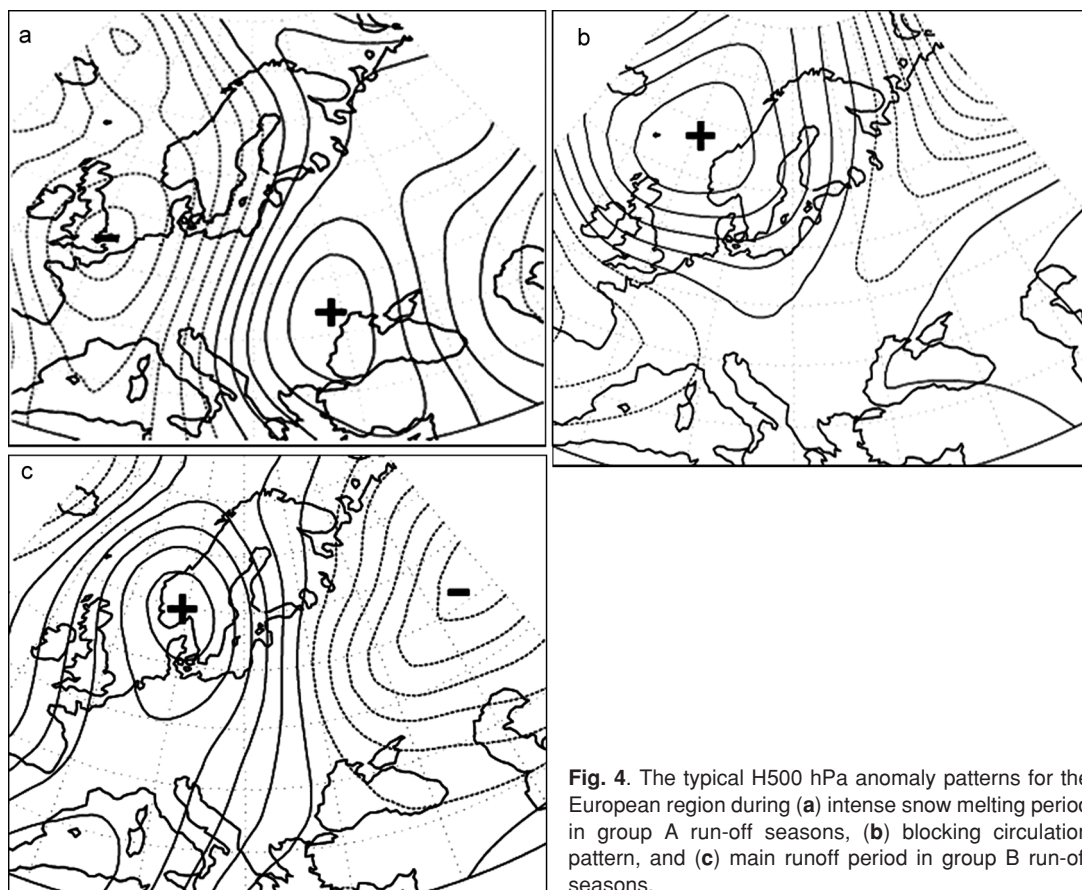 a
b
c
Fig. 4. The typical H500 hPa anomaly patterns for the
European region during (a) intense snow melting period
in group A run-off seasons, (b) blocking circulation
pattern, and (c) main runoff period in group B run-of
seasons.